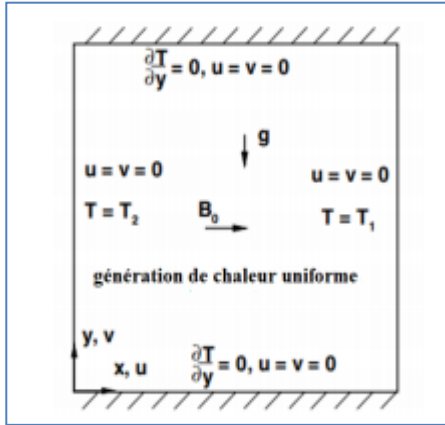 ∂T/∂y = 0, u = v = 0
g
u = v = 0
u = v = 0
T = T₂
B₀
T = T₁
génération de chaleur uniforme
y, v
∂T/∂y = 0, u = v = 0
x, u